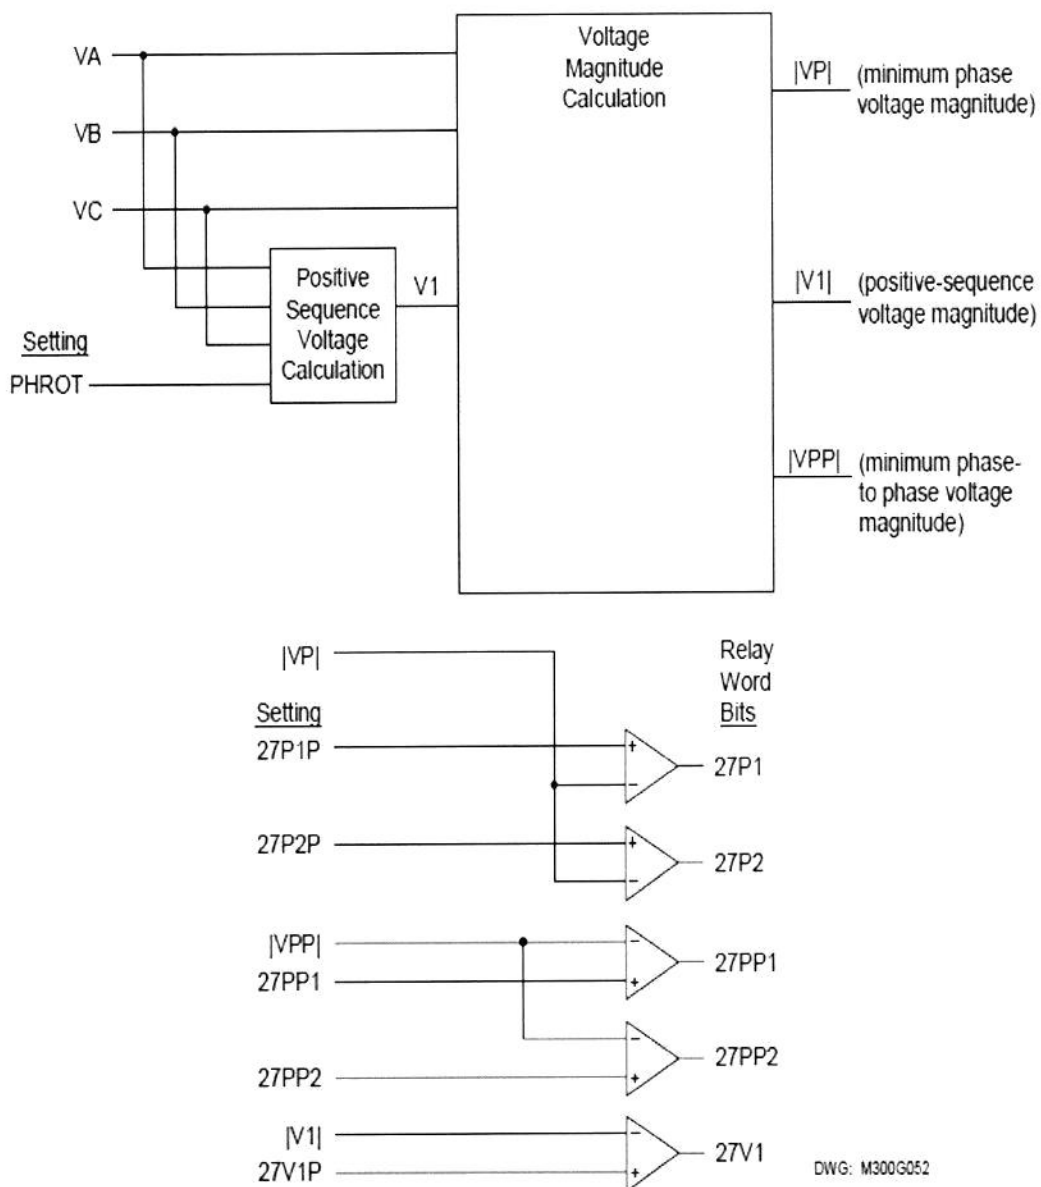 Voltage
Magnitude
Calculation
VA
VB
VC
|VP|
(minimum phase
voltage magnitude)
Positive
Sequence
Voltage
Calculation
V1
|V1|
(positive-sequence
voltage magnitude)
Setting
PHROT
|VPP|
(minimum phase-
to phase voltage
magnitude)
|VP|
Relay
Word
Bits
Setting
27P1P
+
-
27P1
27P2P
+
-
27P2
|VPP|
27PP1
-
+
27PP1
27PP2
-
+
27PP2
|V1|
27V1P
-
+
27V1
DWG: M300G052